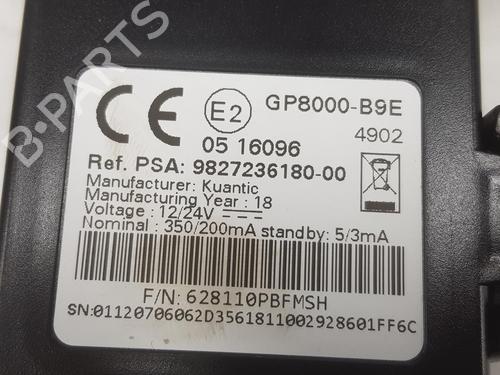 B-PARTS
CE E2 GP8000-B9E
05 16096 4902
Ref. PSA: 9827236180-00
Manufacturer: Kuantic
Manufacturing Year : 18
Voltage : 12/24V
Nominal : 350/200mA standby: 5/3mA
F/N: 628110PBFMSH
SN:01120706062D3561811002928601FF6C